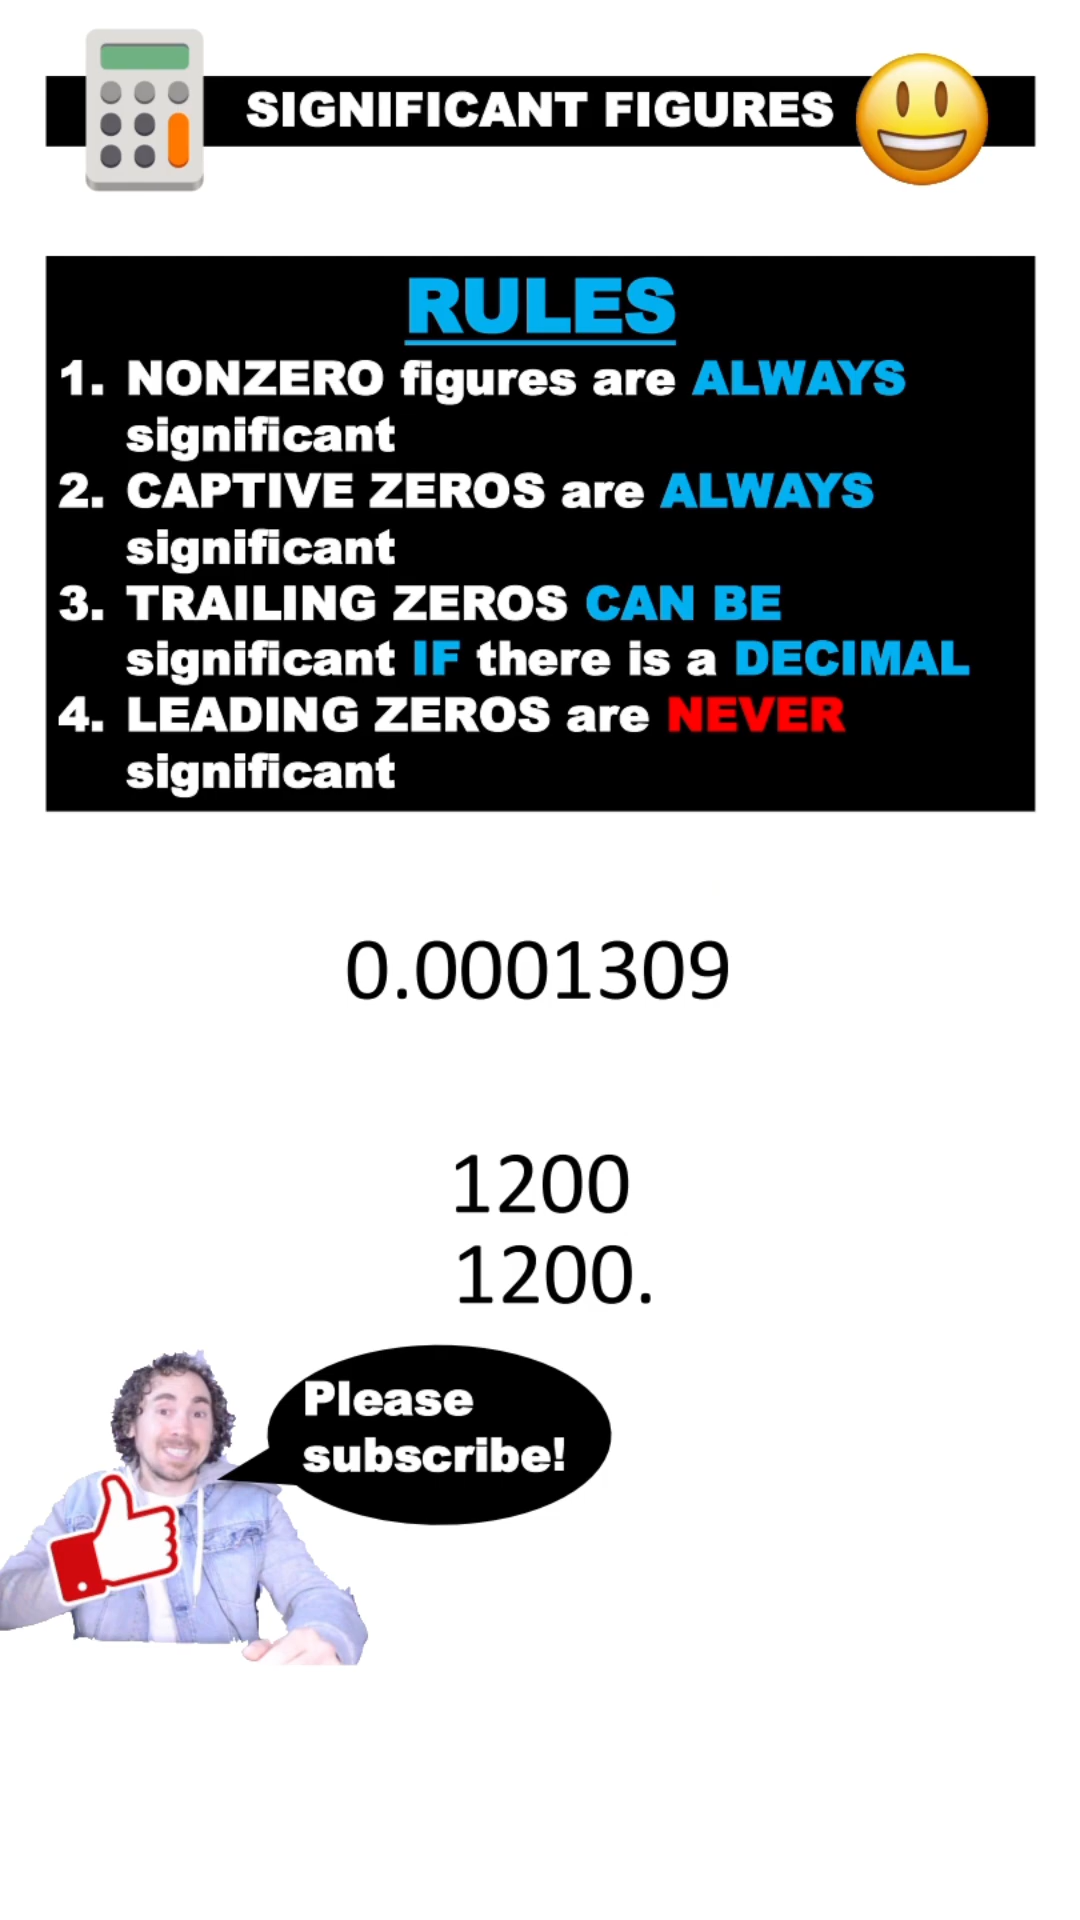 SIGNIFICANT FIGURES
RULES
1. NONZERO figures are ALWAYS
significant
2. CAPTIVE ZEROS are ALWAYS
significant
3. TRAILING ZEROS CAN BE
significant IF there is a DECIMAL
4. LEADING ZEROS are NEVER
significant
0.0001309
1200
1200.
Please
subscribe!